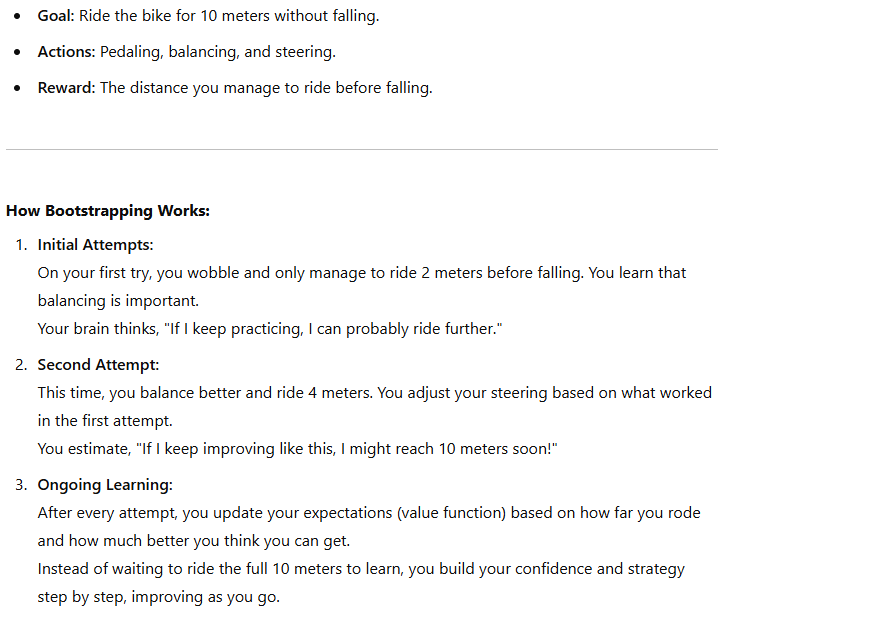 • Goal: Ride the bike for 10 meters without falling.
• Actions: Pedaling, balancing, and steering.
• Reward: The distance you manage to ride before falling.
How Bootstrapping Works:
1. Initial Attempts:
On your first try, you wobble and only manage to ride 2 meters before falling. You learn that
balancing is important.
Your brain thinks, "If I keep practicing, I can probably ride further."
2. Second Attempt:
This time, you balance better and ride 4 meters. You adjust your steering based on what worked
in the first attempt.
You estimate, "If I keep improving like this, I might reach 10 meters soon!"
3. Ongoing Learning:
After every attempt, you update your expectations (value function) based on how far you rode
and how much better you think you can get.
Instead of waiting to ride the full 10 meters to learn, you build your confidence and strategy
step by step, improving as you go.